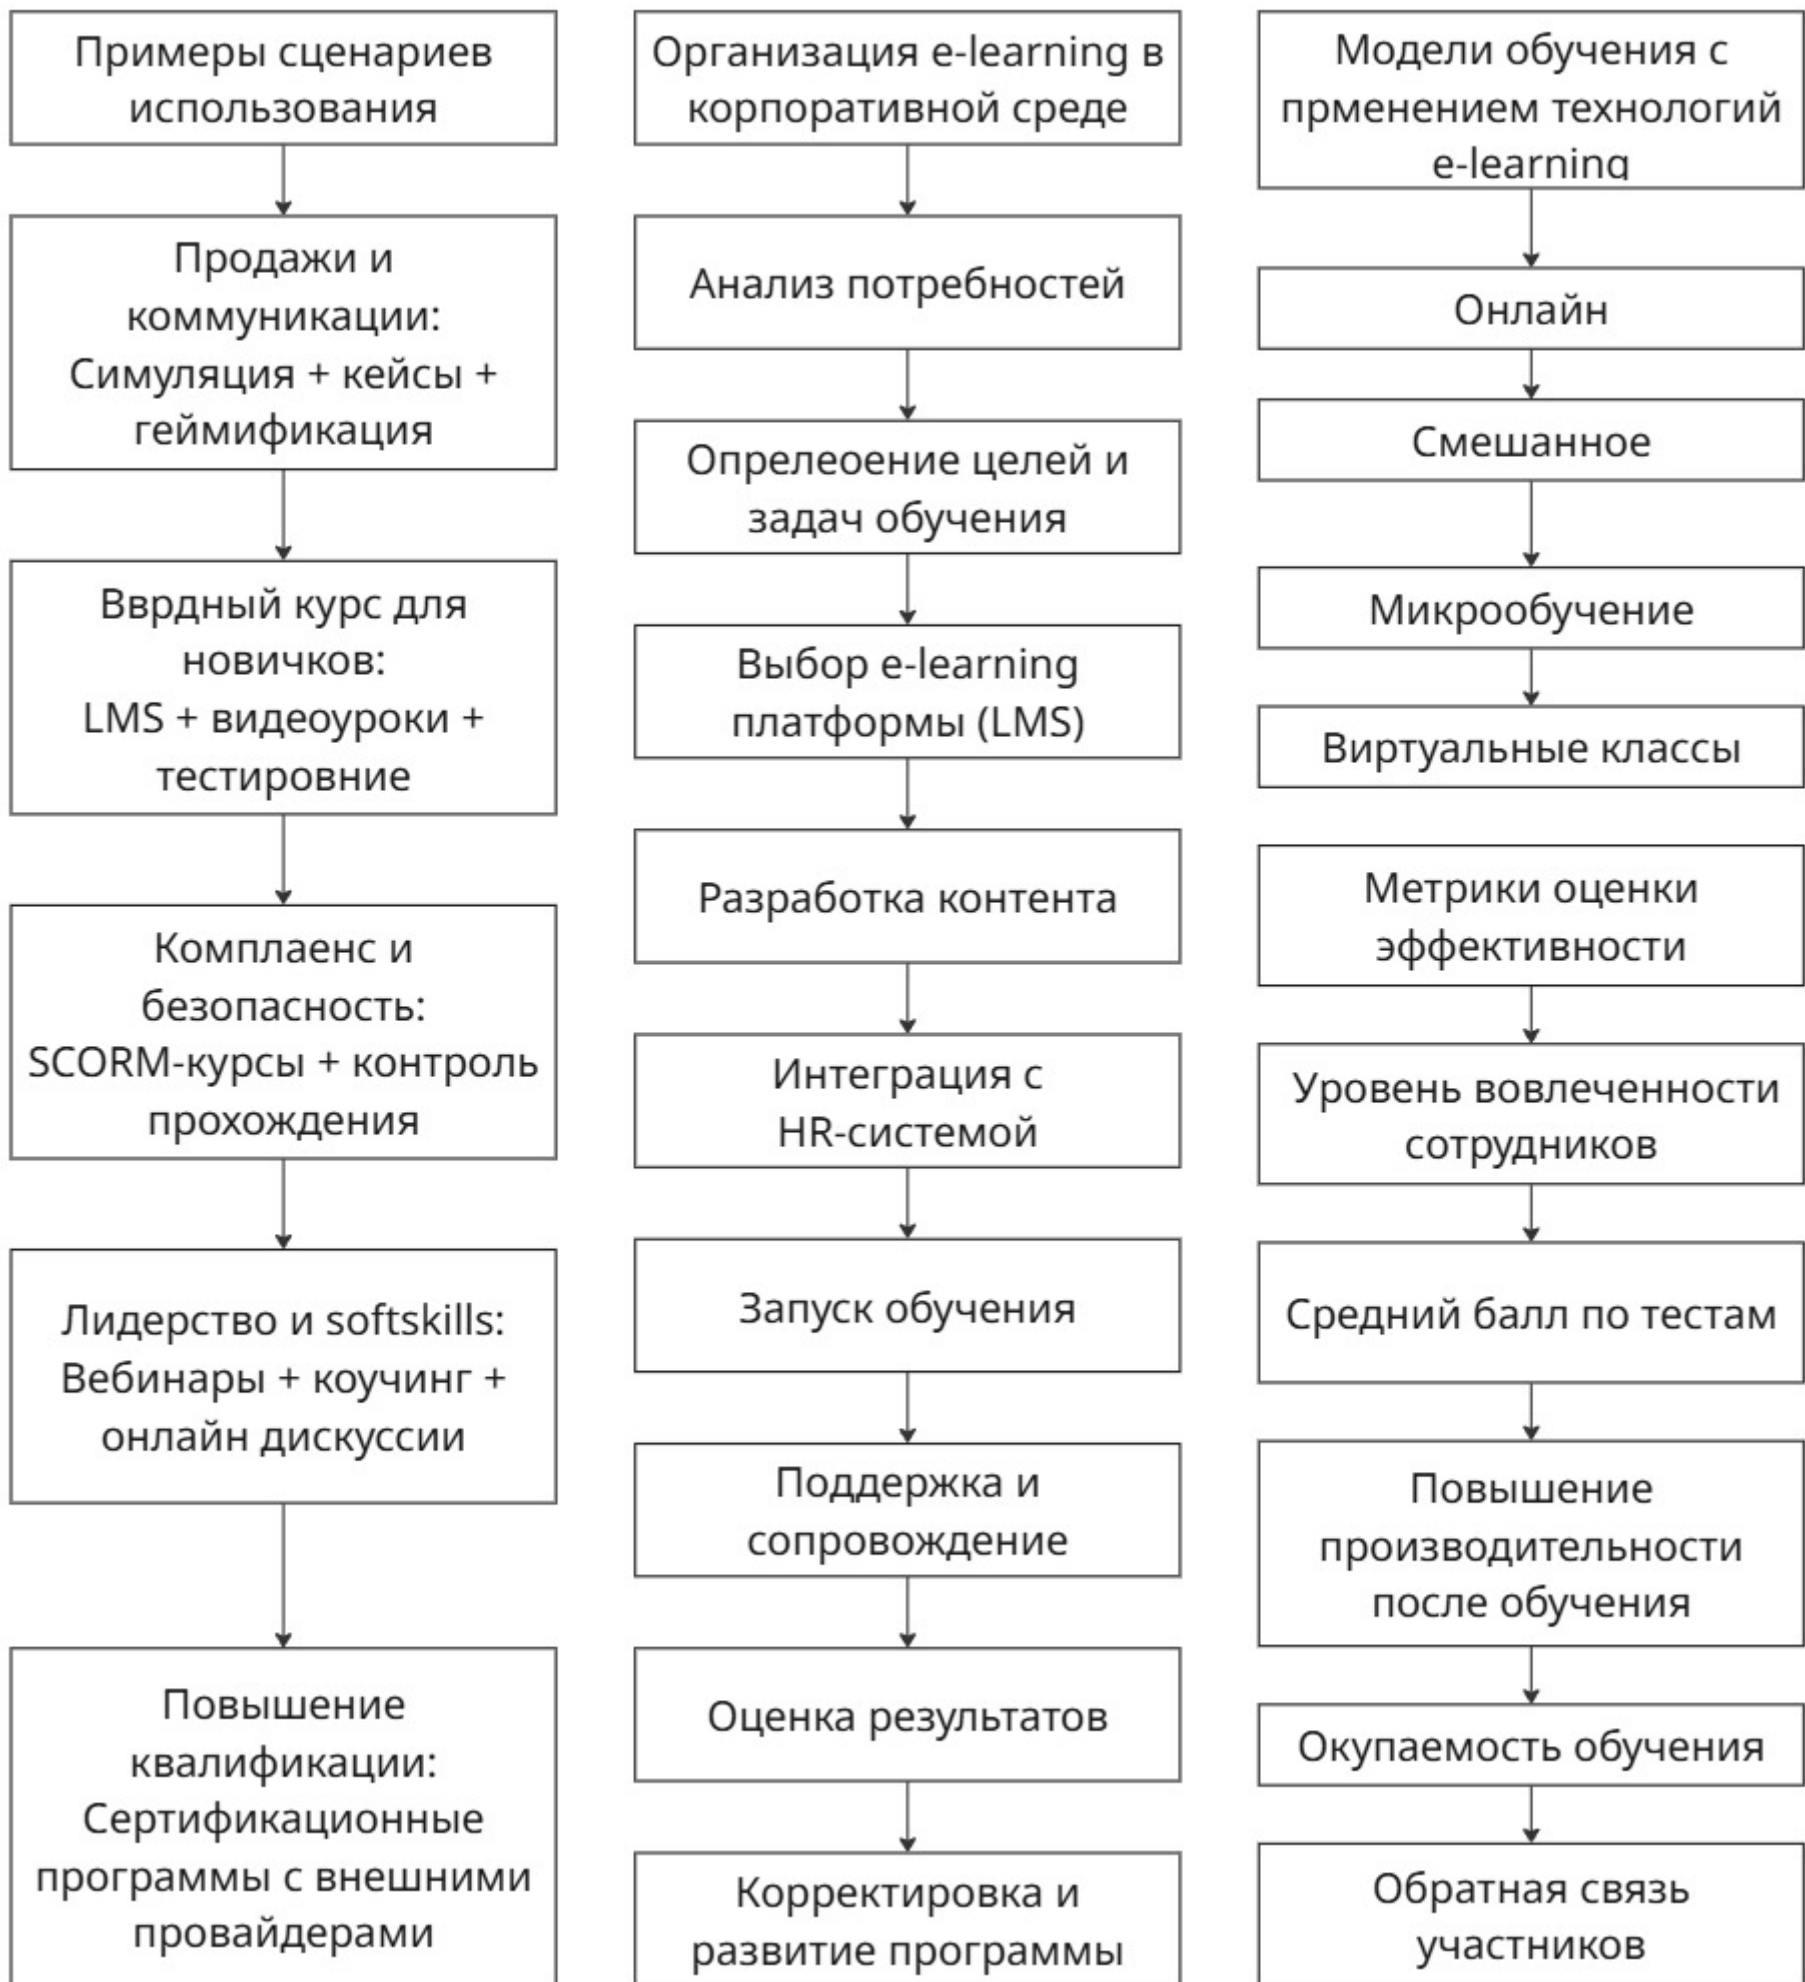 Примеры сценариев
использования
Продажи и
коммуникации:
Симуляция + кейсы +
геймификация
Вврдный курс для
новичков:
LMS + видеоуроки +
тестировние
Комплаенс и
безопасность:
SCORM-курсы + контроль
прохождения
Лидерство и softskills:
Вебинары + коучинг +
онлайн дискуссии
Повышение
квалификации:
Сертификационные
программы с внешними
провайдерами
Организация e-learning в
корпоративной среде
Анализ потребностей
Опрелеоение целей и
задач обучения
Выбор e-learning
платформы (LMS)
Разработка контента
Интеграция с
HR-системой
Запуск обучения
Поддержка и
сопровождение
Оценка результатов
Корректировка и
развитие программы
Модели обучения с
прменением технологий
e-learning
Онлайн
Смешанное
Микрообучение
Виртуальные классы
Метрики оценки
эффективности
Уровень вовлеченности
сотрудников
Средний балл по тестам
Повышение
производительности
после обучения
Окупаемость обучения
Обратная связь
участников